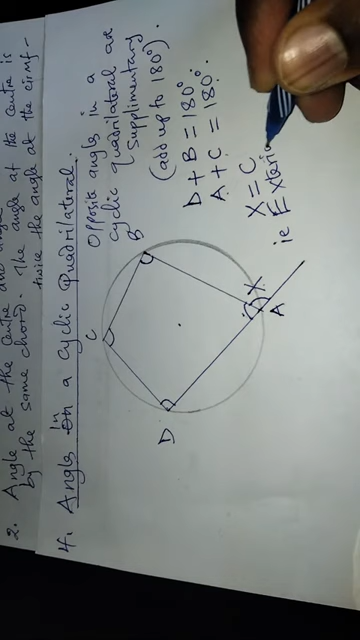 2. Angle at the centre and angle
by the same chord. The angle at the centre is
twice the angle at the circumf-
4. Angles in a cyclic quadrilateral.
Opposite angles in a
cyclic quadrilateral are
supplimentary
(add up to 180°).
D + B = 180°
A + C = 180°.
X = C
ie Exteri
B
C
D
A
X